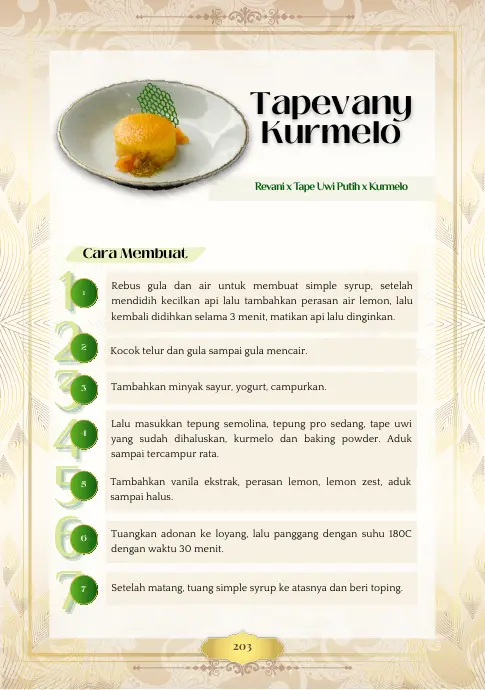 Tapevany
Kurmelo
Revani x Tape Uwi Putih x Kurmelo
Cara Membuat
1
Rebus gula dan air untuk membuat simple syrup, setelah
mendidih kecilkan api lalu tambahkan perasan air lemon, lalu
kembali didihkan selama 3 menit, matikan api lalu dinginkan.
2
Kocok telur dan gula sampai gula mencair.
3
Tambahkan minyak sayur, yogurt, campurkan.
4
Lalu masukkan tepung semolina, tepung pro sedang, tape uwi
yang sudah dihaluskan, kurmelo dan baking powder. Aduk
sampai tercampur rata.
5
Tambahkan vanila ekstrak, perasan lemon, lemon zest, aduk
sampai halus.
6
Tuangkan adonan ke loyang, lalu panggang dengan suhu 180C
dengan waktu 30 menit.
7
Setelah matang, tuang simple syrup ke atasnya dan beri toping.
203